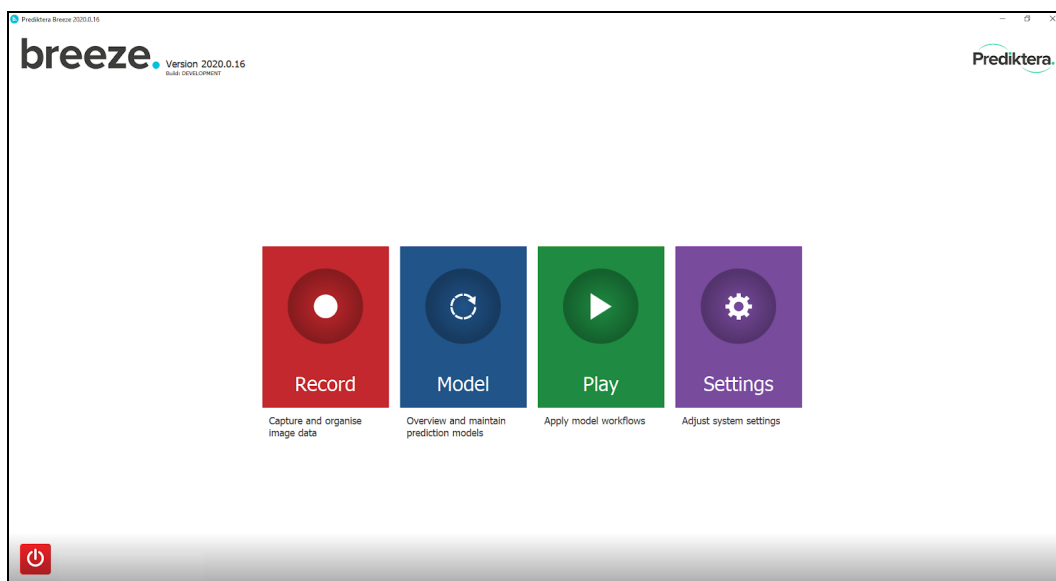 Prediktera Breeze 2020.0.16
breeze.
Version 2020.0.16
Build: DEVELOPMENT
Prediktera.
Record
Capture and organise
image data
Model
Overview and maintain
prediction models
Play
Apply model workflows
Settings
Adjust system settings